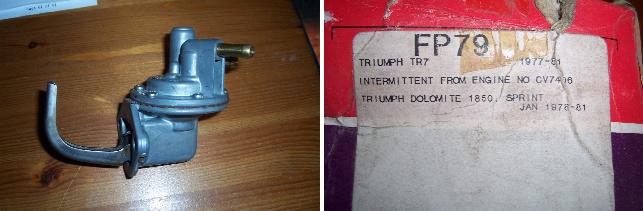 FP79
TRIUMPH TR7 1977-81
INTERMITTENT FROM ENGINE NO CV7406
TRIUMPH DOLOMITE 1850, SPRINT
JAN 1978-81